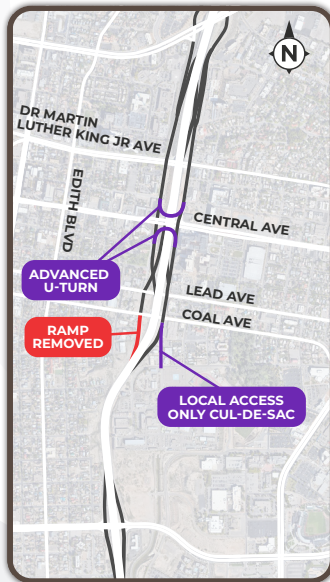 N
DR MARTIN
LUTHER KING JR AVE
EDITH BLVD
CENTRAL AVE
ADVANCED
U-TURN
LEAD AVE
COAL AVE
RAMP
REMOVED
LOCAL ACCESS
ONLY CUL-DE-SAC